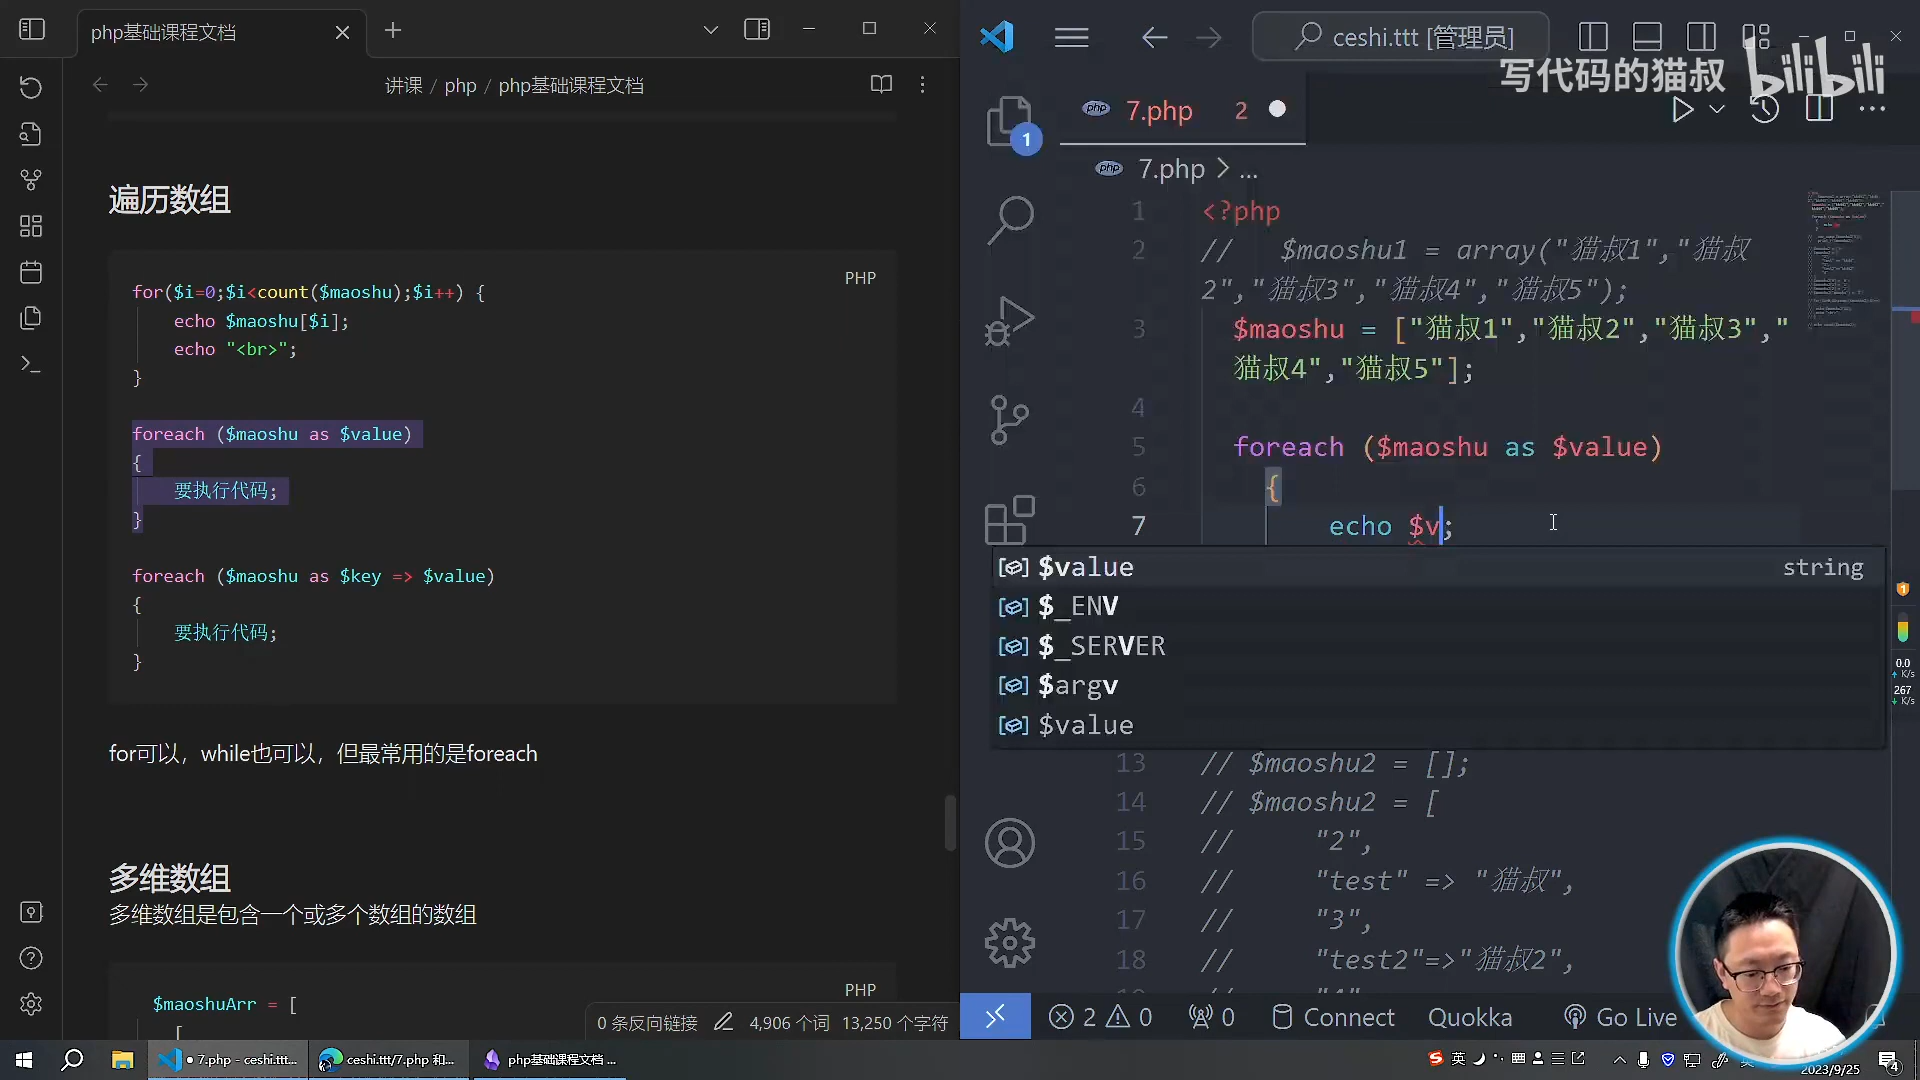 php基础课程文档
讲课 / php / php基础课程文档
遍历数组
PHP
for($i=0;$i<count($maoshu);$i++) {
echo $maoshu[$i];
echo "<br>";
}
foreach ($maoshu as $value)
{
要执行代码;
}
foreach ($maoshu as $key => $value)
{
要执行代码;
}
for可以，while也可以，但最常用的是foreach
多维数组
多维数组是包含一个或多个数组的数组
PHP
$maoshuArr = [
[
0 条反向链接 4,906 个词 13,250 个字符
ceshi.ttt [管理员]
写代码的猫叔 bilibili
php 7.php 2
1
php 7.php > ...
1 <?php
2 // $maoshu1 = array("猫叔1","猫叔
2","猫叔3","猫叔4","猫叔5");
3 $maoshu = ["猫叔1","猫叔2","猫叔3","
猫叔4","猫叔5"];
4
5 foreach ($maoshu as $value)
6 {
7 echo $v;
$value string
$_ENV
$_SERVER
$argv
$value
13 // $maoshu2 = [];
14 // $maoshu2 = [
15 // "2",
16 // "test" => "猫叔",
17 // "3",
18 // "test2"=>"猫叔2",
2 0 0 Connect Quokka Go Live
1
0.0
K/s
267
K/s
7.php - ceshi.ttt...
ceshi.ttt/7.php 和...
php基础课程文档 ...
英
2023/9/25
4